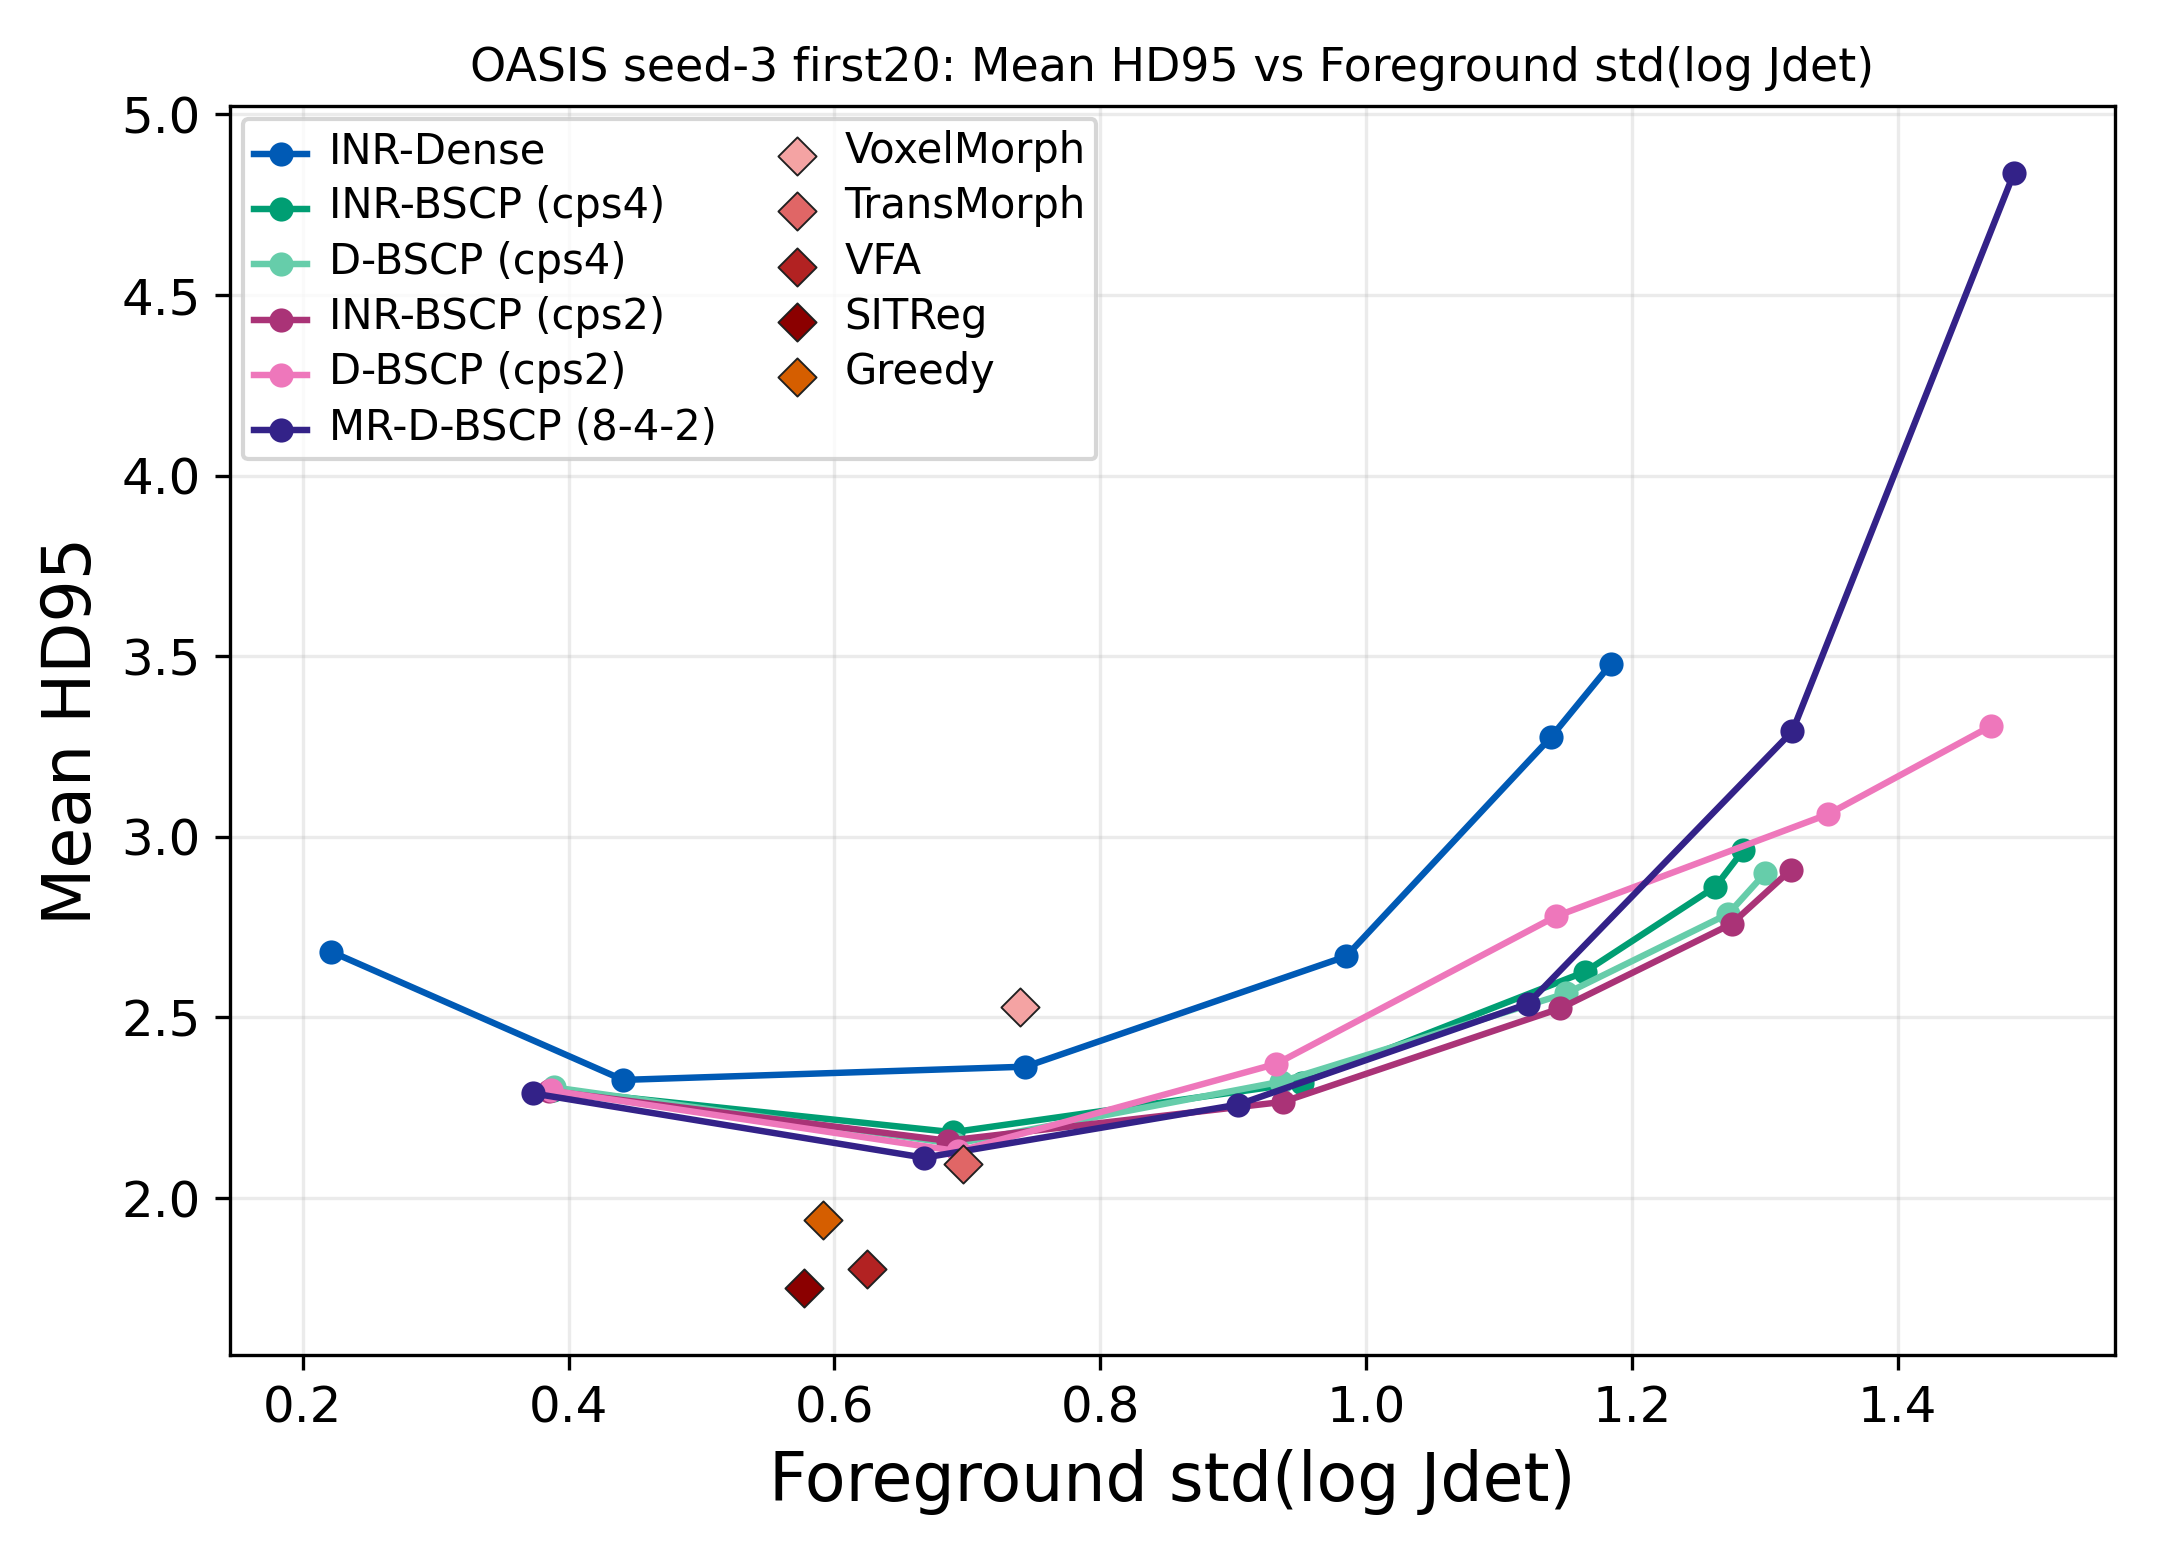 OASIS seed-3 first20: Mean HD95 vs Foreground std(log Jdet)
INR-Dense
INR-BSCP (cps4)
D-BSCP (cps4)
INR-BSCP (cps2)
D-BSCP (cps2)
MR-D-BSCP (8-4-2)
VoxelMorph
TransMorph
VFA
SITReg
Greedy
Mean HD95
5.0
4.5
4.0
3.5
3.0
2.5
2.0
0.2 0.4 0.6 0.8 1.0 1.2 1.4
Foreground std(log Jdet)